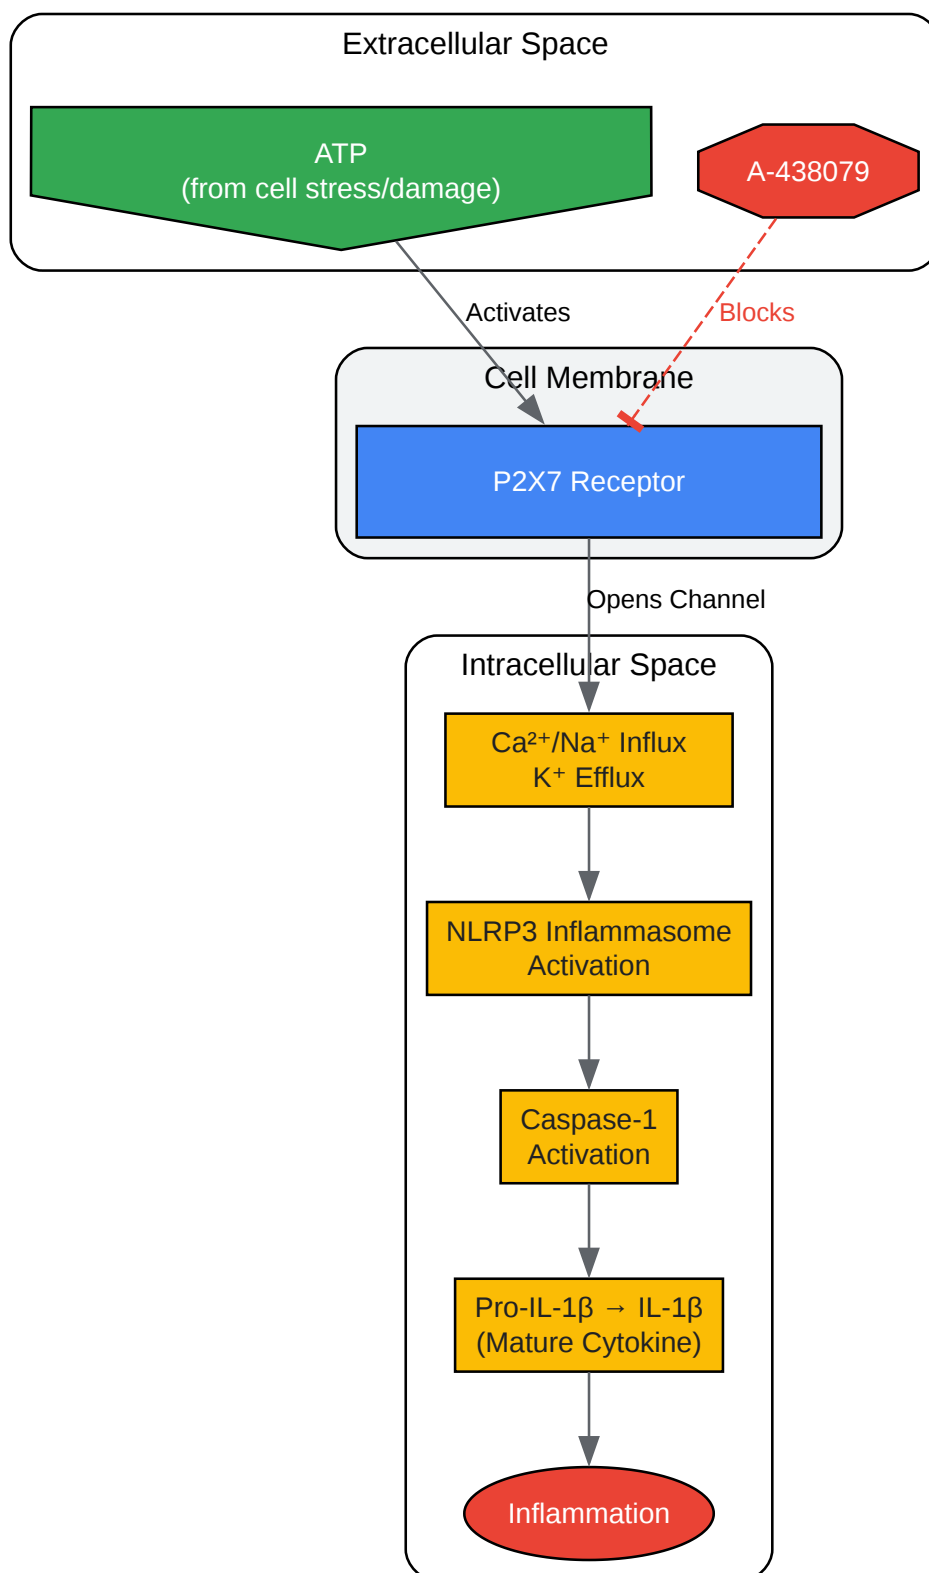 Extracellular Space
ATP
(from cell stress/damage)
A-438079
Activates
Blocks
Cell Membrane
P2X7 Receptor
Opens Channel
Intracellular Space
Ca²⁺/Na⁺ Influx
K⁺ Efflux
NLRP3 Inflammasome
Activation
Caspase-1
Activation
Pro-IL-1β → IL-1β
(Mature Cytokine)
Inflammation